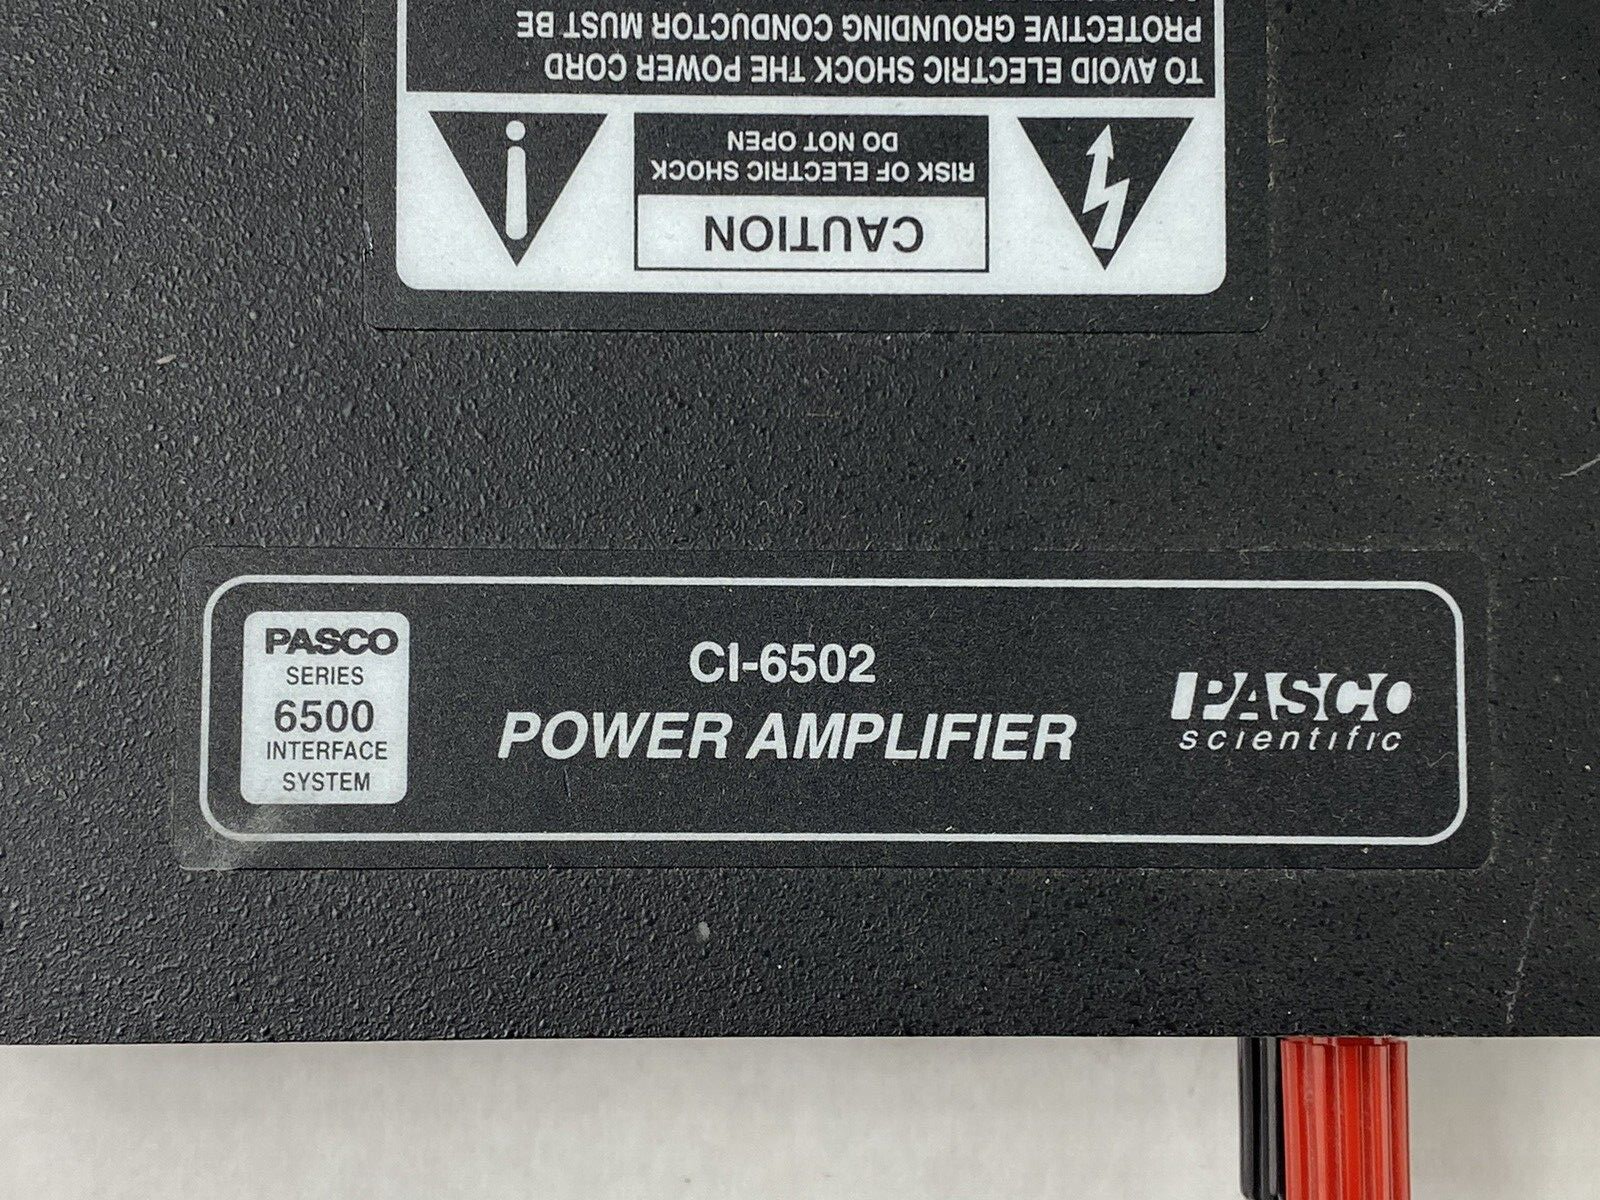 CAUTION
RISK OF ELECTRIC SHOCK
DO NOT OPEN
TO AVOID ELECTRIC SHOCK THE POWER CORD
PROTECTIVE GROUNDING CONDUCTOR MUST BE
PASCO
SERIES
6500
INTERFACE
SYSTEM
CI-6502
POWER AMPLIFIER
PASCO
scientific